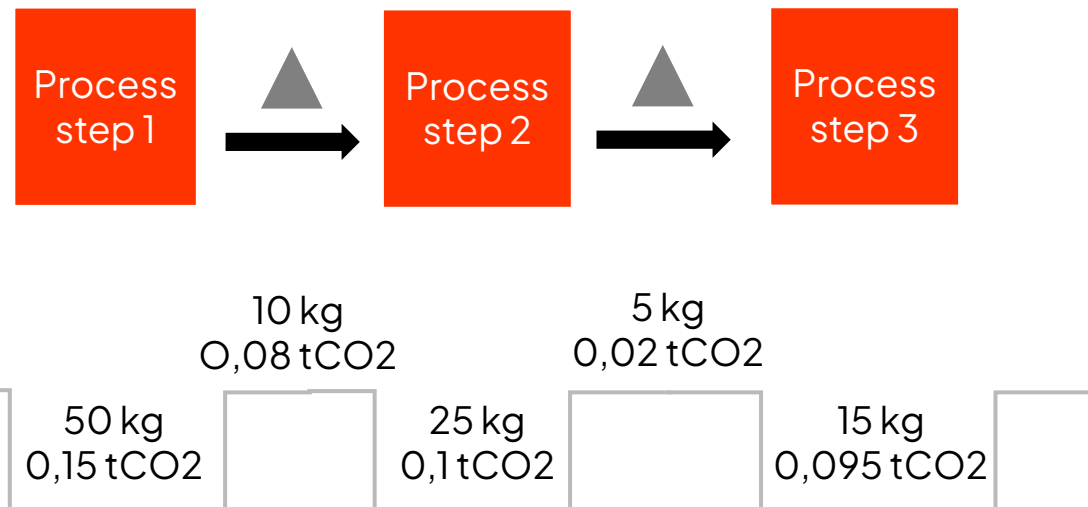 Process
step 1
Process
step 2
Process
step 3
10 kg
O,08 tCO2
5 kg
0,02 tCO2
50 kg
0,15 tCO2
25 kg
0,1 tCO2
15 kg
0,095 tCO2